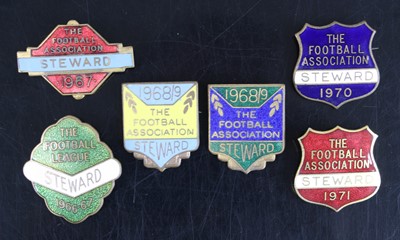 THE
FOOTBALL
ASSOCIATION
STEWARD
1967
THE
FOOTBALL
LEAGUE
STEWARD
1968/9
THE
FOOTBALL
ASSOCIATION
STEWARD
1968/9
THE
FOOTBALL
ASSOCIATION
STEWARD
THE
FOOTBALL
ASSOCIATION
STEWARD
1970
THE
FOOTBALL
ASSOCIATION
STEWARD
1971